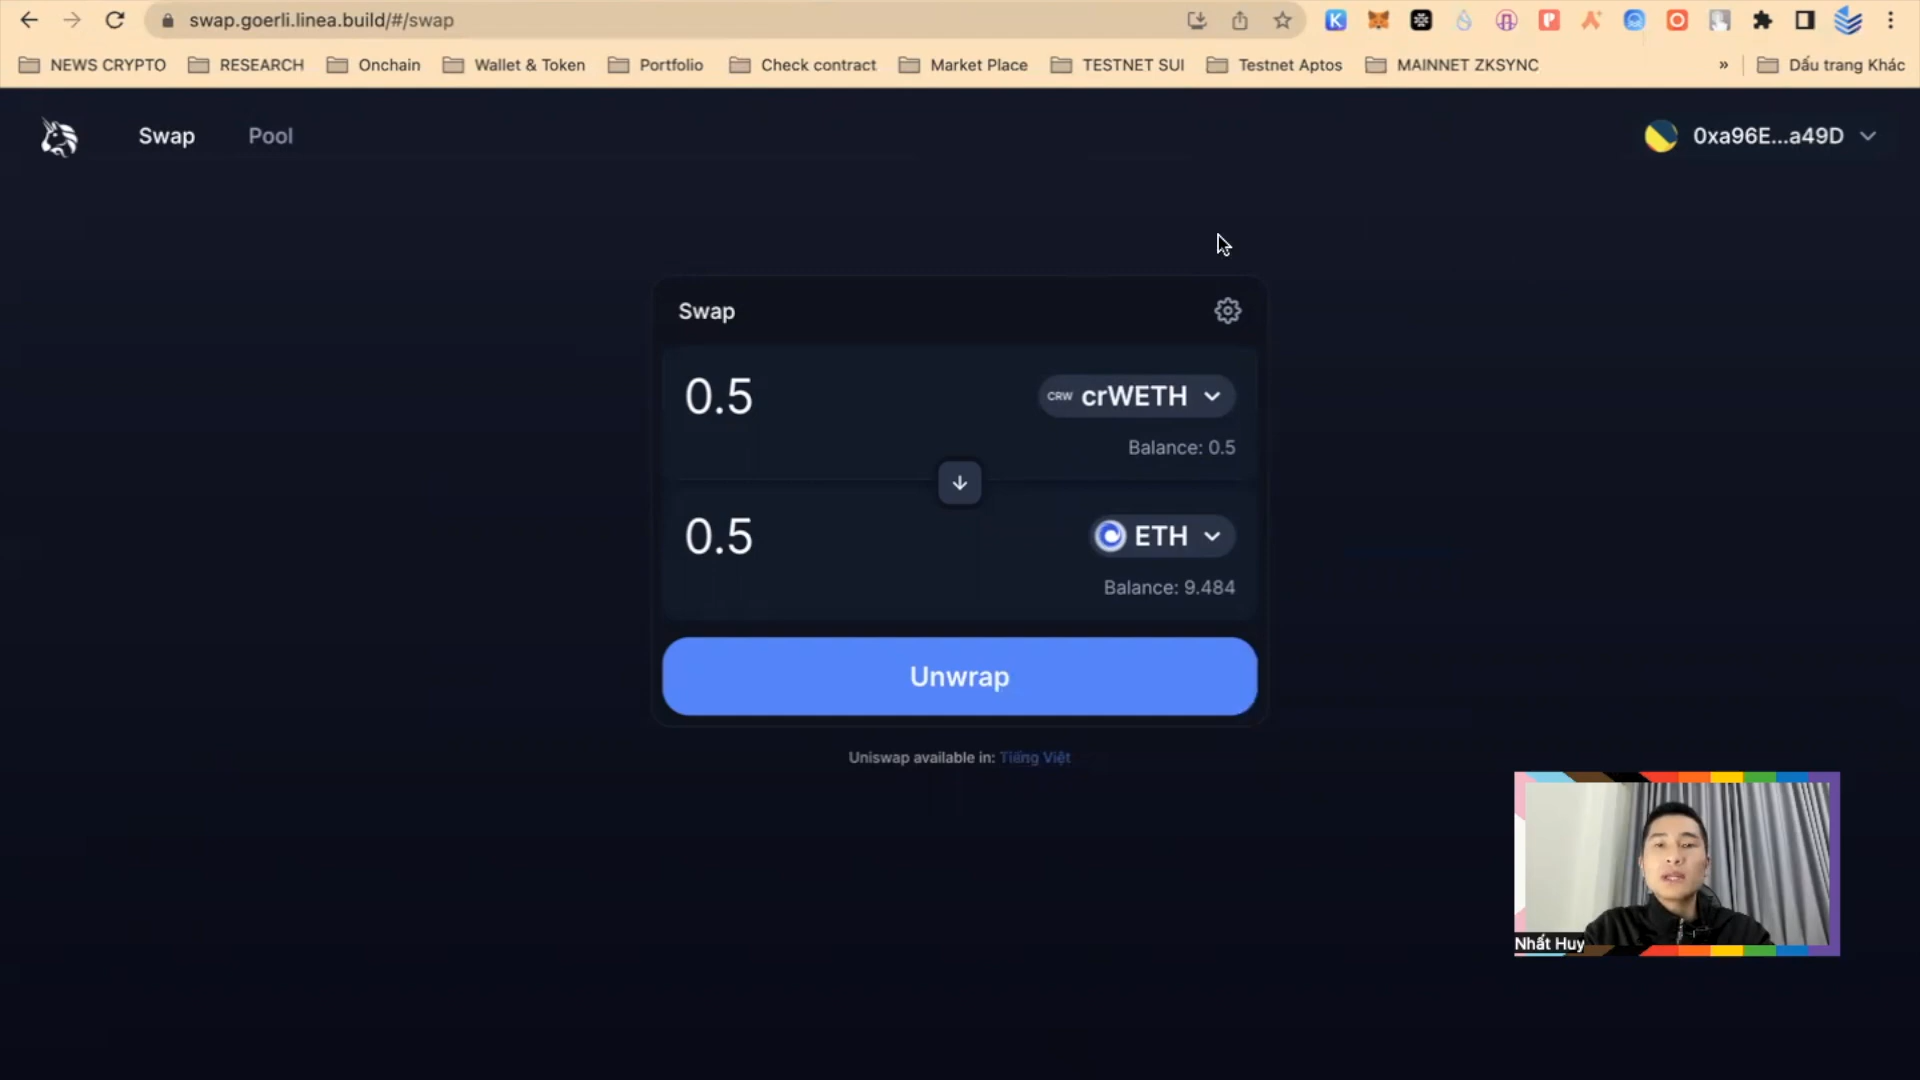 swap.goerli.linea.build/#/swap
NEWS CRYPTO
RESEARCH
Onchain
Wallet & Token
Portfolio
Check contract
Market Place
TESTNET SUI
Testnet Aptos
MAINNET ZKSYNC
»
Dấu trang Khác
Swap
Pool
0xa96E...a49D
Swap
0.5
CRW crWETH
Balance: 0.5
0.5
ETH
Balance: 9.484
Unwrap
Uniswap available in: Tiếng Việt
Nhất Huy